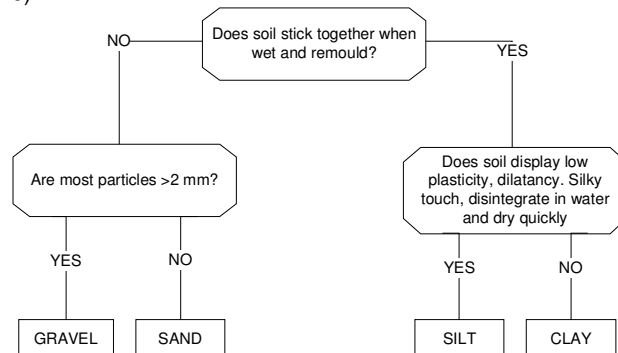 Does soil stick together when
wet and remould?
NO
YES
Are most particles >2 mm?
Does soil display low
plasticity, dilatancy. Silky
touch, disintegrate in water
and dry quickly
YES
NO
YES
NO
GRAVEL
SAND
SILT
CLAY